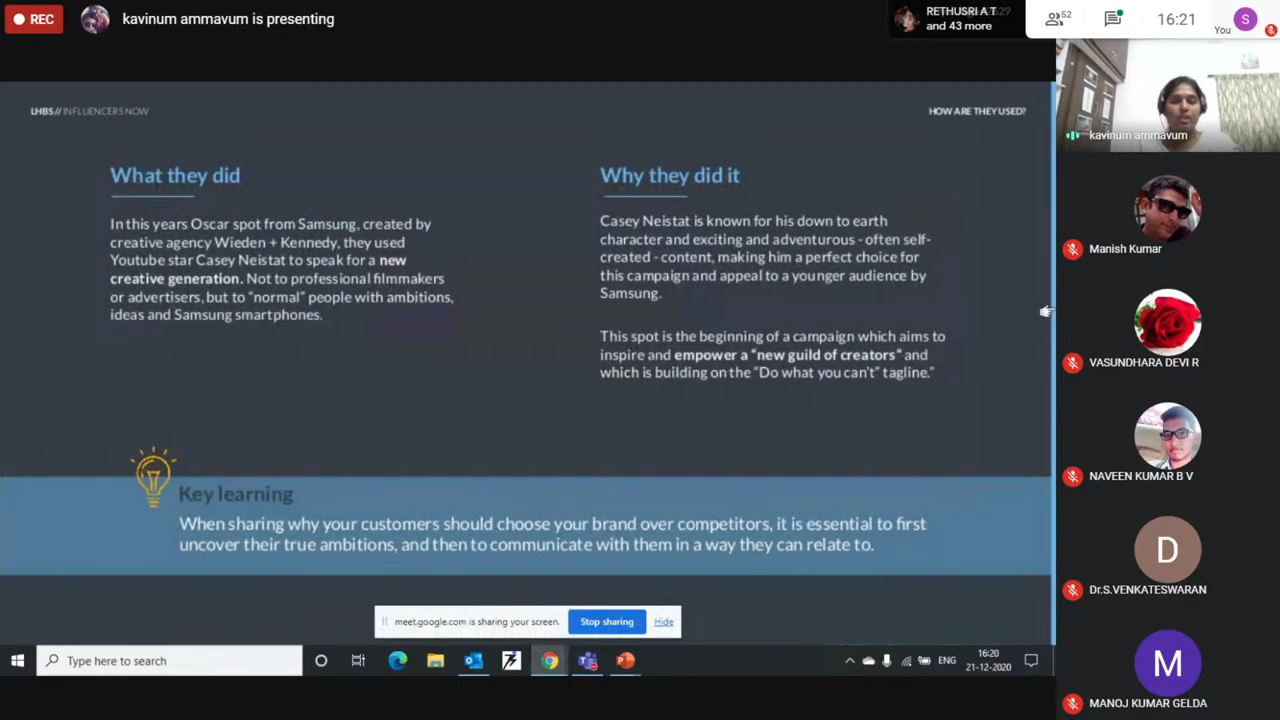 REC
kavinum ammavum is presenting
RETHUSRI A.T
and 43 more
52
16:21
You
S
LHBS// INFLUENCERS NOW
HOW ARE THEY USED?
What they did
In this years Oscar spot from Samsung, created by
creative agency Wieden + Kennedy, they used
Youtube star Casey Neistat to speak for a new
creative generation. Not to professional filmmakers
or advertisers, but to "normal" people with ambitions,
ideas and Samsung smartphones.
Why they did it
Casey Neistat is known for his down to earth
character and exciting and adventurous - often self-
created - content, making him a perfect choice for
this campaign and appeal to a younger audience by
Samsung.
This spot is the beginning of a campaign which aims to
inspire and empower a "new guild of creators" and
which is building on the "Do what you can't" tagline."
Key learning
When sharing why your customers should choose your brand over competitors, it is essential to first
uncover their true ambitions, and then to communicate with them in a way they can relate to.
meet.google.com is sharing your screen.
Stop sharing
Hide
Type here to search
ENG
16:20
21-12-2020
kavinum ammavum
Manish Kumar
VASUNDHARA DEVI R
NAVEEN KUMAR B V
D
Dr.S.VENKATESWARAN
M
MANOJ KUMAR GELDA